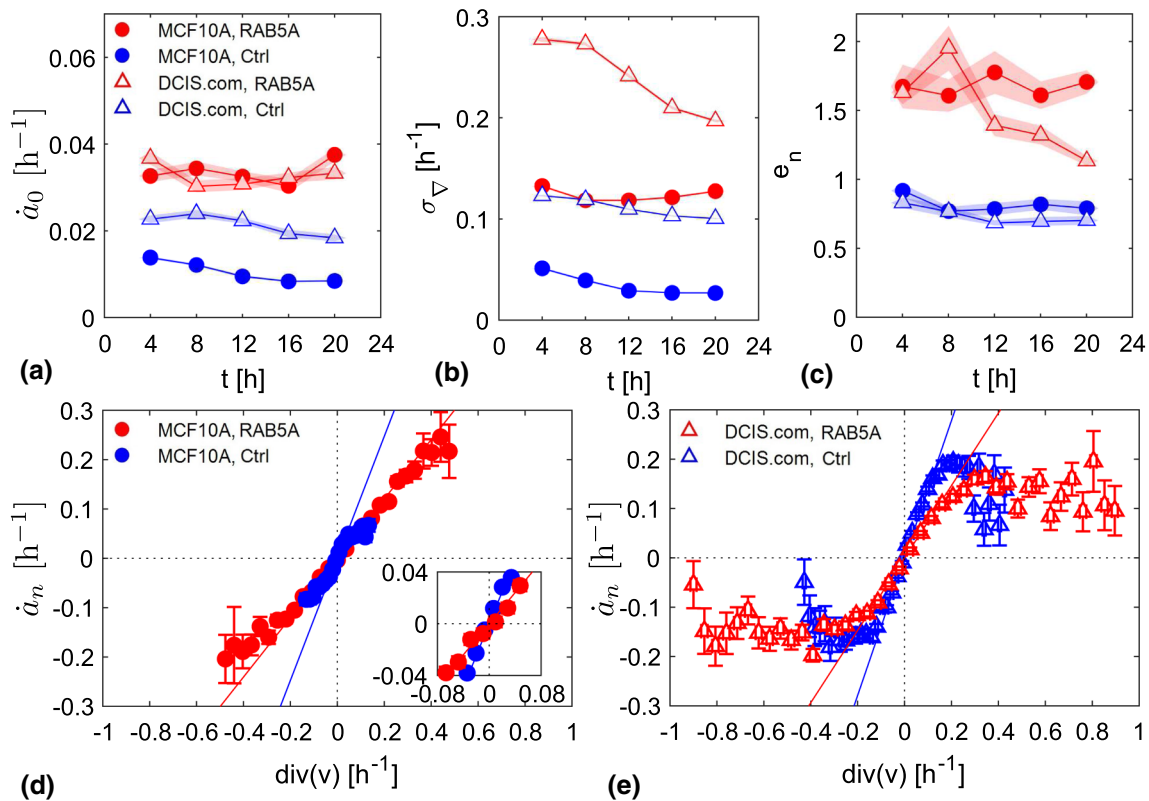 0.07
0.06
0.04
0.02
0
ȧ₀ [h⁻¹]
MCF10A, RAB5A
MCF10A, Ctrl
DCIS.com, RAB5A
DCIS.com, Ctrl
0 4 8 12 16 20 24
t [h]
(a)
0.3
0.2
0.1
0
σ∇ [h⁻¹]
0 4 8 12 16 20 24
t [h]
(b)
2
1.5
1
0.5
0
eₙ
0 4 8 12 16 20 24
t [h]
(c)
0.3
0.2
0.1
0
-0.1
-0.2
-0.3
ȧₙ [h⁻¹]
MCF10A, RAB5A
MCF10A, Ctrl
0.04
0
-0.04
-0.08 0 0.08
-1 -0.8 -0.6 -0.4 -0.2 0 0.2 0.4 0.6 0.8 1
div(v) [h⁻¹]
(d)
0.3
0.2
0.1
0
-0.1
-0.2
-0.3
ȧₙ [h⁻¹]
DCIS.com, RAB5A
DCIS.com, Ctrl
-1 -0.8 -0.6 -0.4 -0.2 0 0.2 0.4 0.6 0.8 1
div(v) [h⁻¹]
(e)